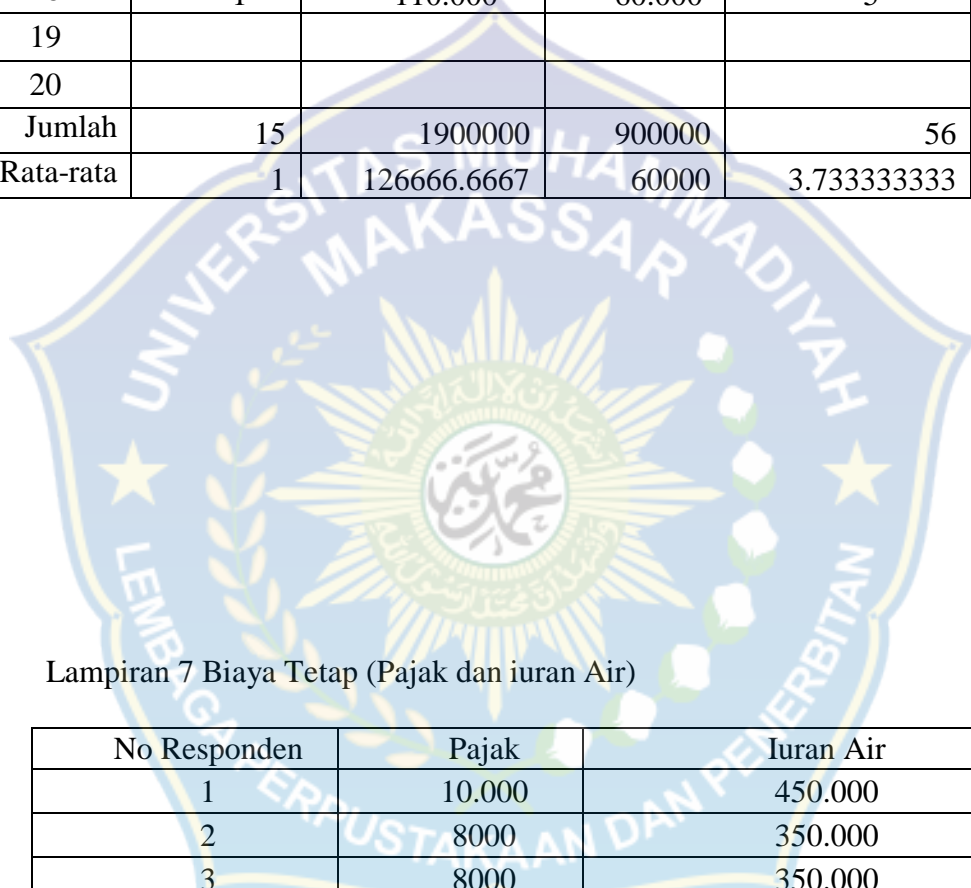 19
20
Jumlah 15 1900000 900000 56
Rata-rata 1 126666.6667 60000 3.733333333
UNIVERSITAS MUHAMMADIYAH
MAKASSAR
LEMBAGA PERPUSTAKAAN DAN PENERBITAN
Lampiran 7 Biaya Tetap (Pajak dan iuran Air)
No Responden Pajak Iuran Air
1 10.000 450.000
2 8000 350.000
3 8000 350.000